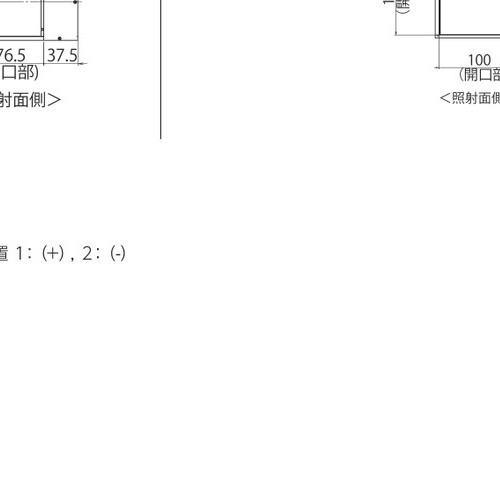 76.5 37.5
口部)
射面側＞
100
（開口部
＜照射面側
置 1：(+) , 2：(-)